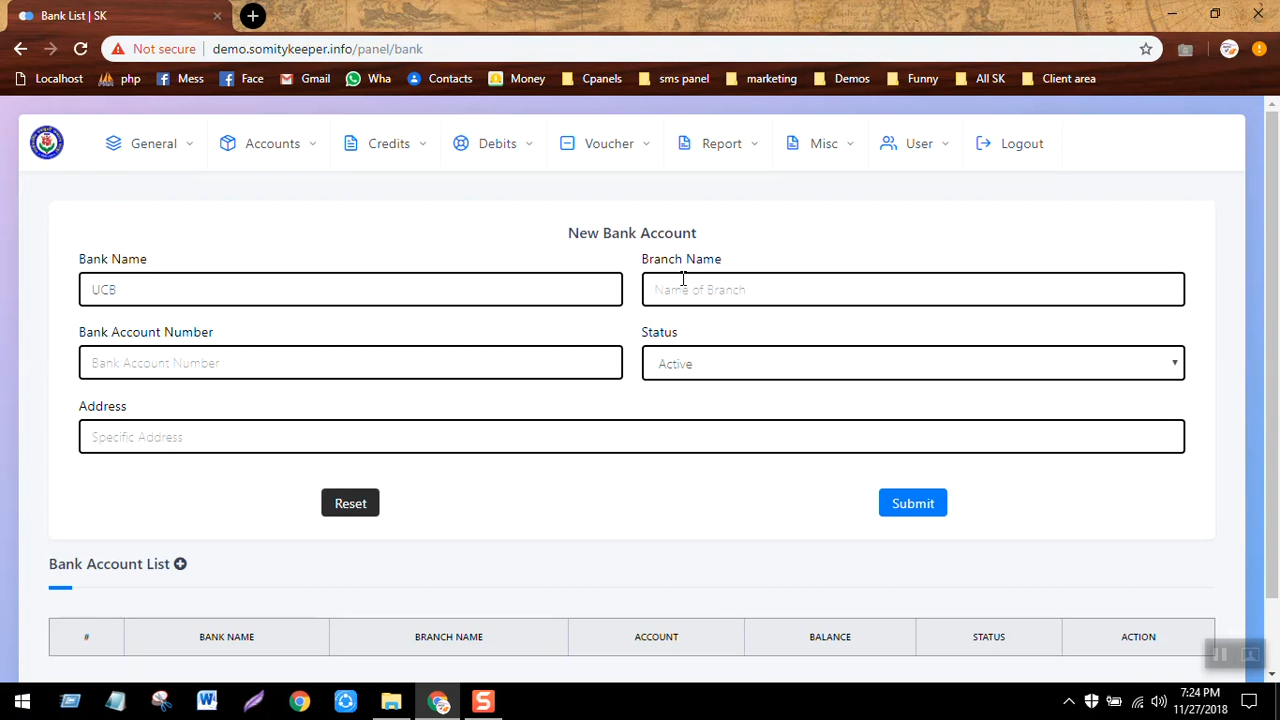 Bank List | SK
Not secure demo.somitykeeper.info/panel/bank
Localhost php Mess Face Gmail Wha Contacts Money Cpanels sms panel marketing Demos Funny All SK Client area
General Accounts Credits Debits Voucher Report Misc User Logout
New Bank Account
Bank Name Branch Name
UCB Name of Branch
Bank Account Number Status
Bank Account Number Active
Address
Specific Address
Reset Submit
Bank Account List
# BANK NAME BRANCH NAME ACCOUNT BALANCE STATUS ACTION
7:24 PM
11/27/2018